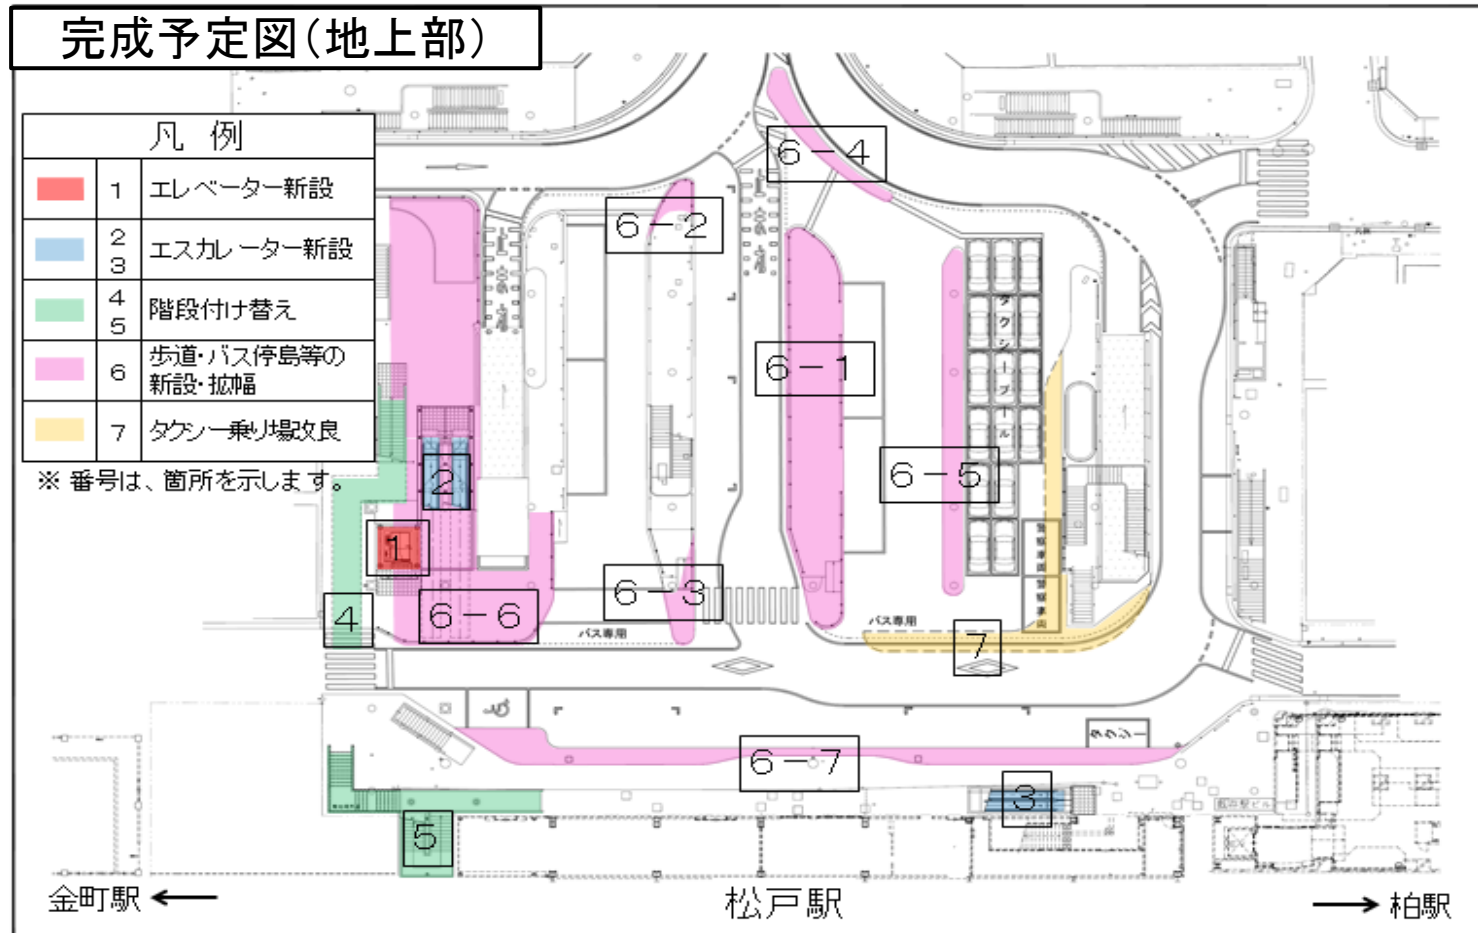 完成予定図(地上部)
凡 例
1 エレベーター新設
2
3
エスカレーター新設
4
5
階段付け替え
6
歩道・バス停島等の
新設・拡幅
7 タクシー乗り場改良
※ 番号は、箇所を示します。
6-4
6-2
6-1
タクシープール
6-5
2
1
6-3
4
6-6
バス専用
バス専用
7
タクシー
6-7
3
5
金町駅 ←
松戸駅
→ 柏駅